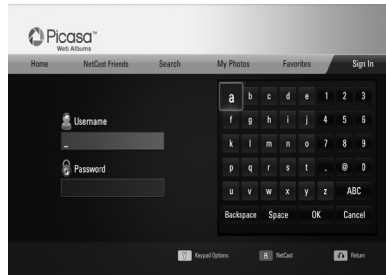 Picasa™
Web Albums
Home NetCast Friends Search My Photos Favorites Sign In
a b c d e 1 2 3
Username f g h i j 4 5 6
_ k l m n o 7 8 9
Password p q r s t . @ 0
u v w x y z ABC
Backspace Space OK Cancel
Keypad Options B NetCast Return